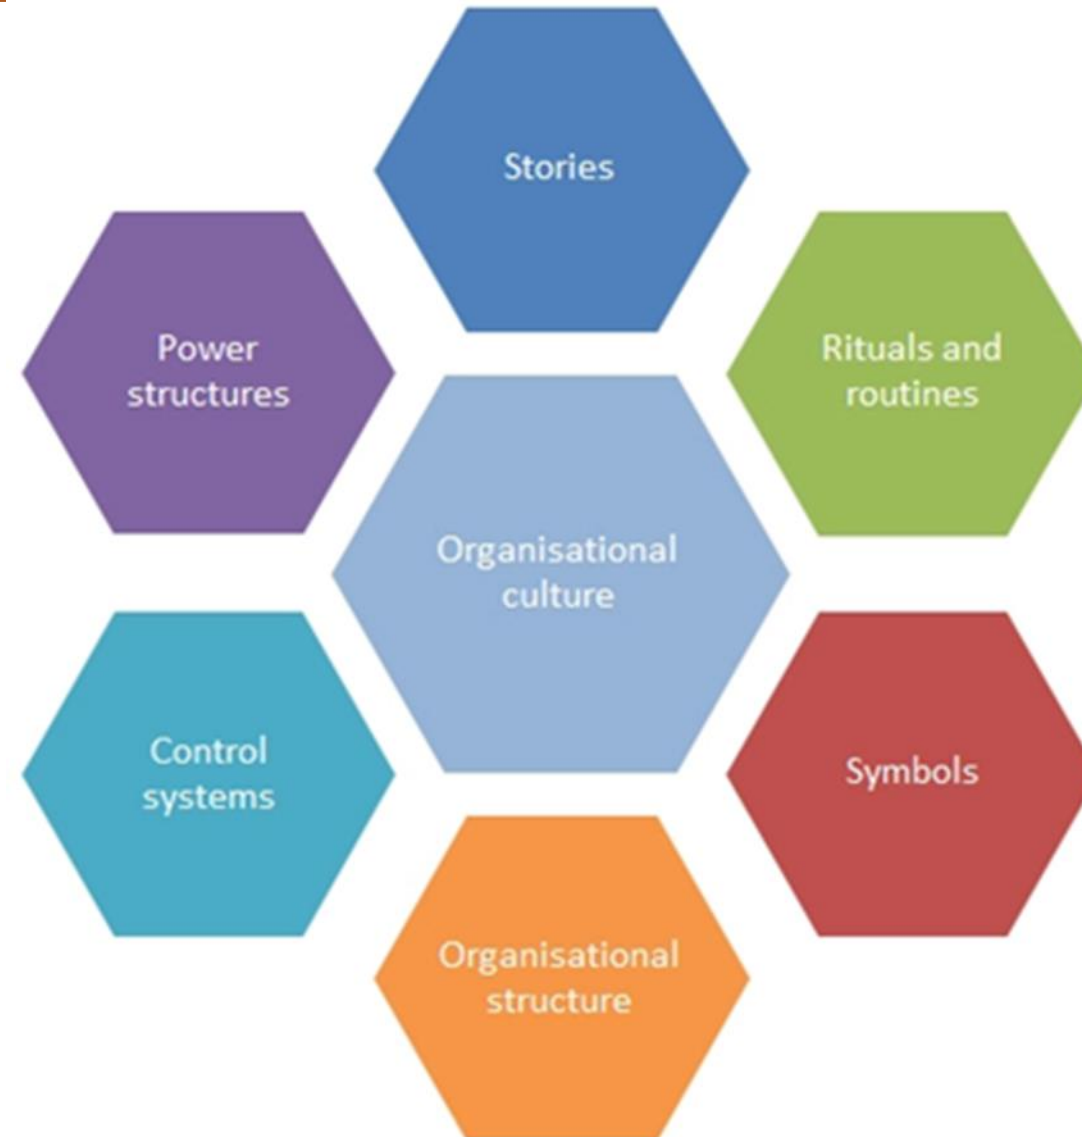 Stories
Power
structures
Rituals and
routines
Organisational
culture
Control
systems
Symbols
Organisational
structure